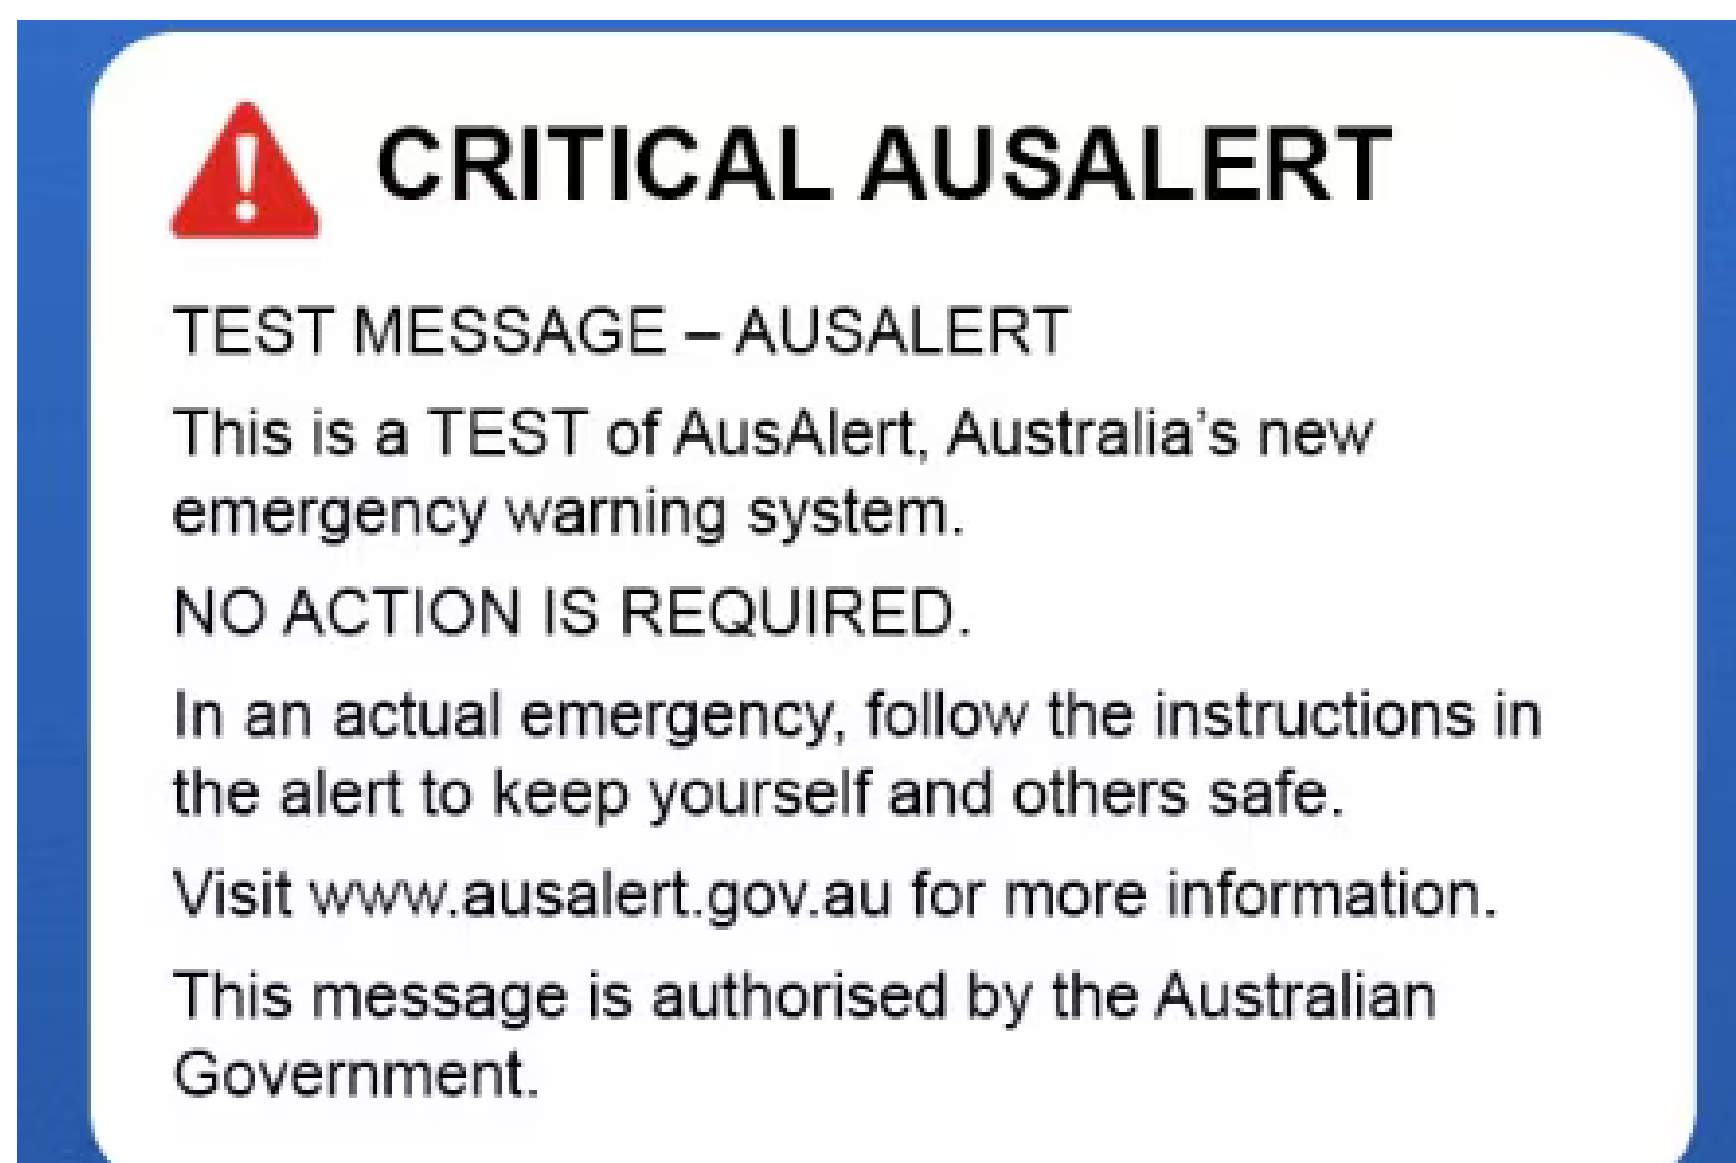 CRITICAL AUSALERT
TEST MESSAGE – AUSALERT
This is a TEST of AusAlert, Australia’s new
emergency warning system.
NO ACTION IS REQUIRED.
In an actual emergency, follow the instructions in
the alert to keep yourself and others safe.
Visit www.ausalert.gov.au for more information.
This message is authorised by the Australian
Government.